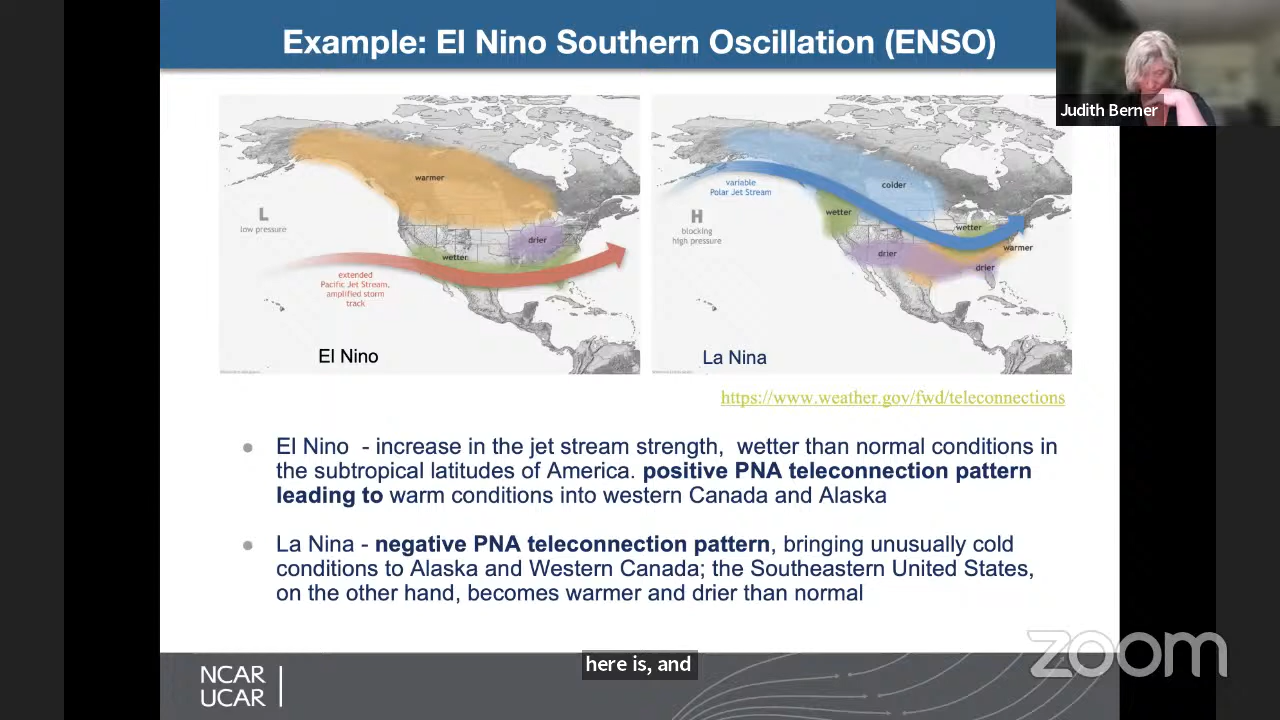 Example: El Nino Southern Oscillation (ENSO)
Judith Berner
warmer
L
low pressure
drier
wetter
extended
Pacific Jet Stream,
amplified storm
track
El Nino
variable
Polar Jet Stream
colder
H
blocking
high pressure
wetter
wetter
warmer
drier
drier
La Nina
https://www.weather.gov/fwd/teleconnections
● El Nino - increase in the jet stream strength, wetter than normal conditions in
the subtropical latitudes of America. positive PNA teleconnection pattern
leading to warm conditions into western Canada and Alaska
● La Nina - negative PNA teleconnection pattern, bringing unusually cold
conditions to Alaska and Western Canada; the Southeastern United States,
on the other hand, becomes warmer and drier than normal
zoom
here is, and
NCAR
UCAR